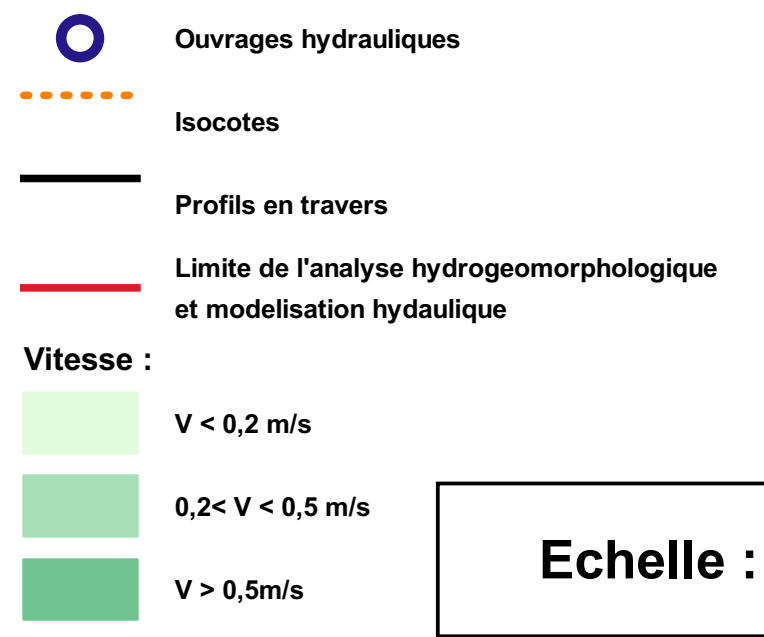 Ouvrages hydrauliques
Isocotes
Profils en travers
Limite de l'analyse hydrogeomorphologique
et modelisation hydaulique
Vitesse :
V < 0,2 m/s
0,2< V < 0,5 m/s
V > 0,5m/s
Echelle :